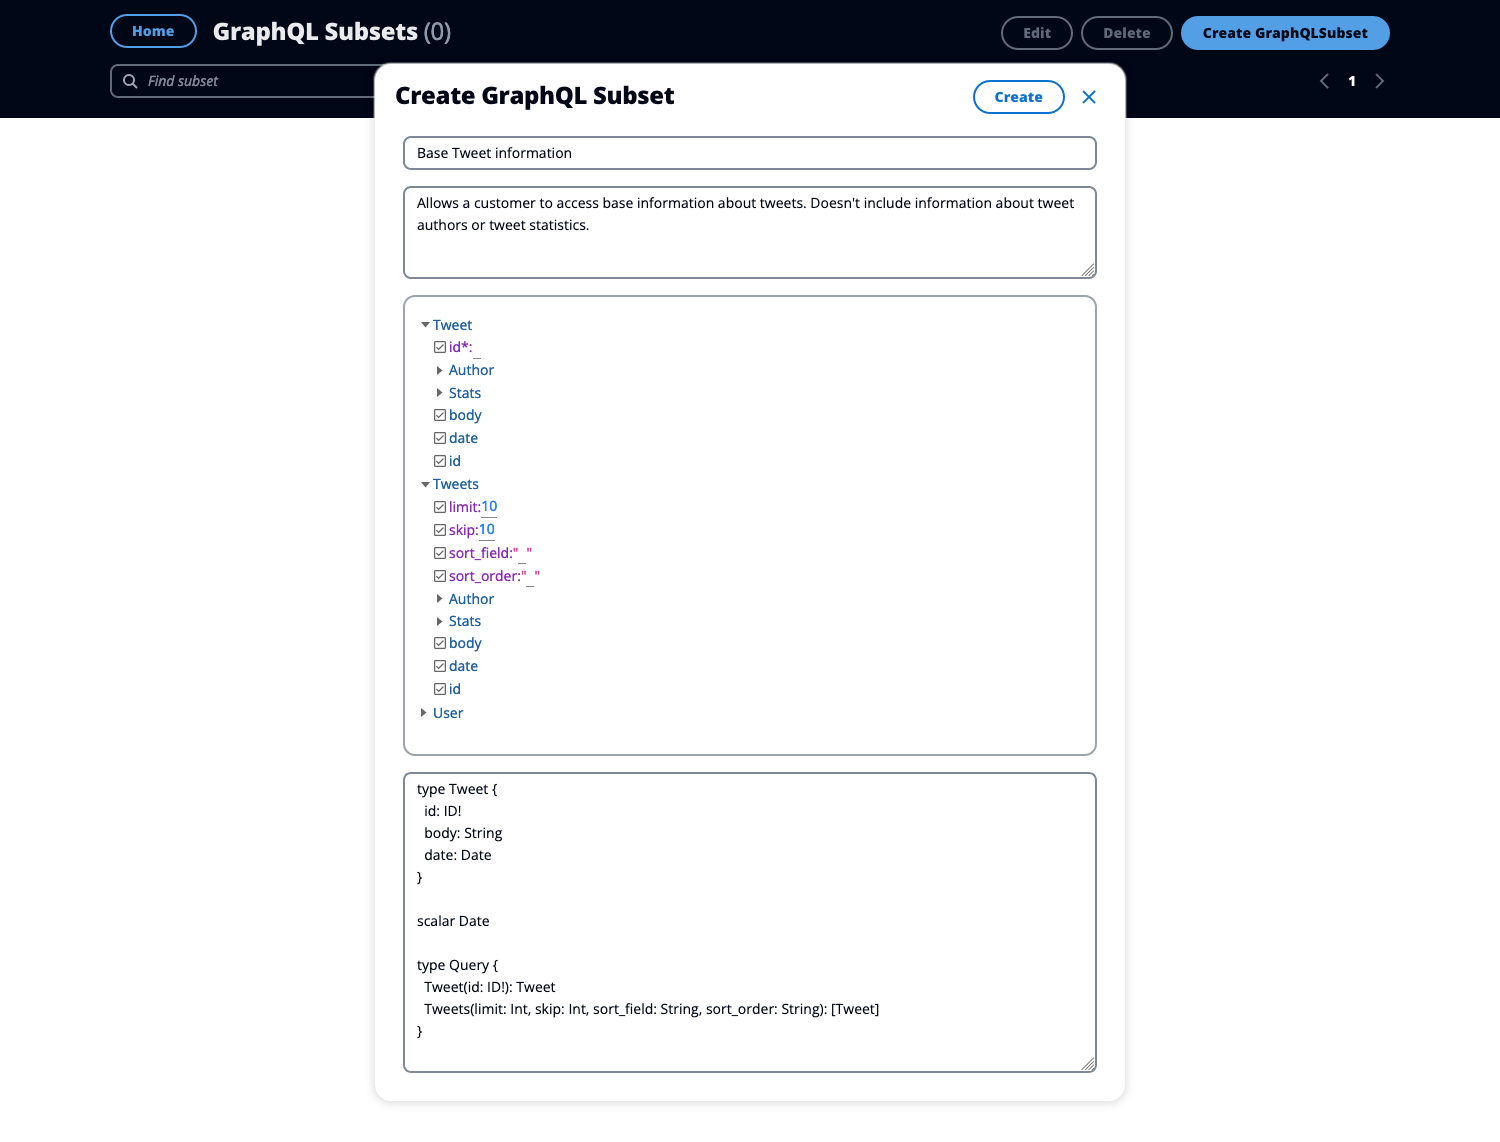 Home
GraphQL Subsets (0)
Edit
Delete
Create GraphQLSubset
Find subset
1
Create GraphQL Subset
Create
Base Tweet information
Allows a customer to access base information about tweets. Doesn't include information about tweet
authors or tweet statistics.
Tweet
id*:_
Author
Stats
body
date
id
Tweets
limit:10
skip:10
sort_field:"_"
sort_order:"_"
Author
Stats
body
date
id
User
type Tweet {
  id: ID!
  body: String
  date: Date
}
scalar Date
type Query {
  Tweet(id: ID!): Tweet
  Tweets(limit: Int, skip: Int, sort_field: String, sort_order: String): [Tweet]
}